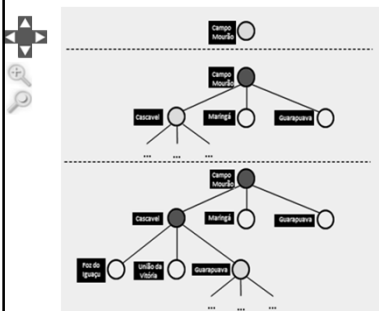 Campo
Mourão
Campo
Mourão
Cascavel
Maringá
Guarapuava
... ... ...
Campo
Mourão
Cascavel
Maringá
Guarapuava
Foz do
Iguaçu
União da
Vitória
Guarapuava
... ... ...